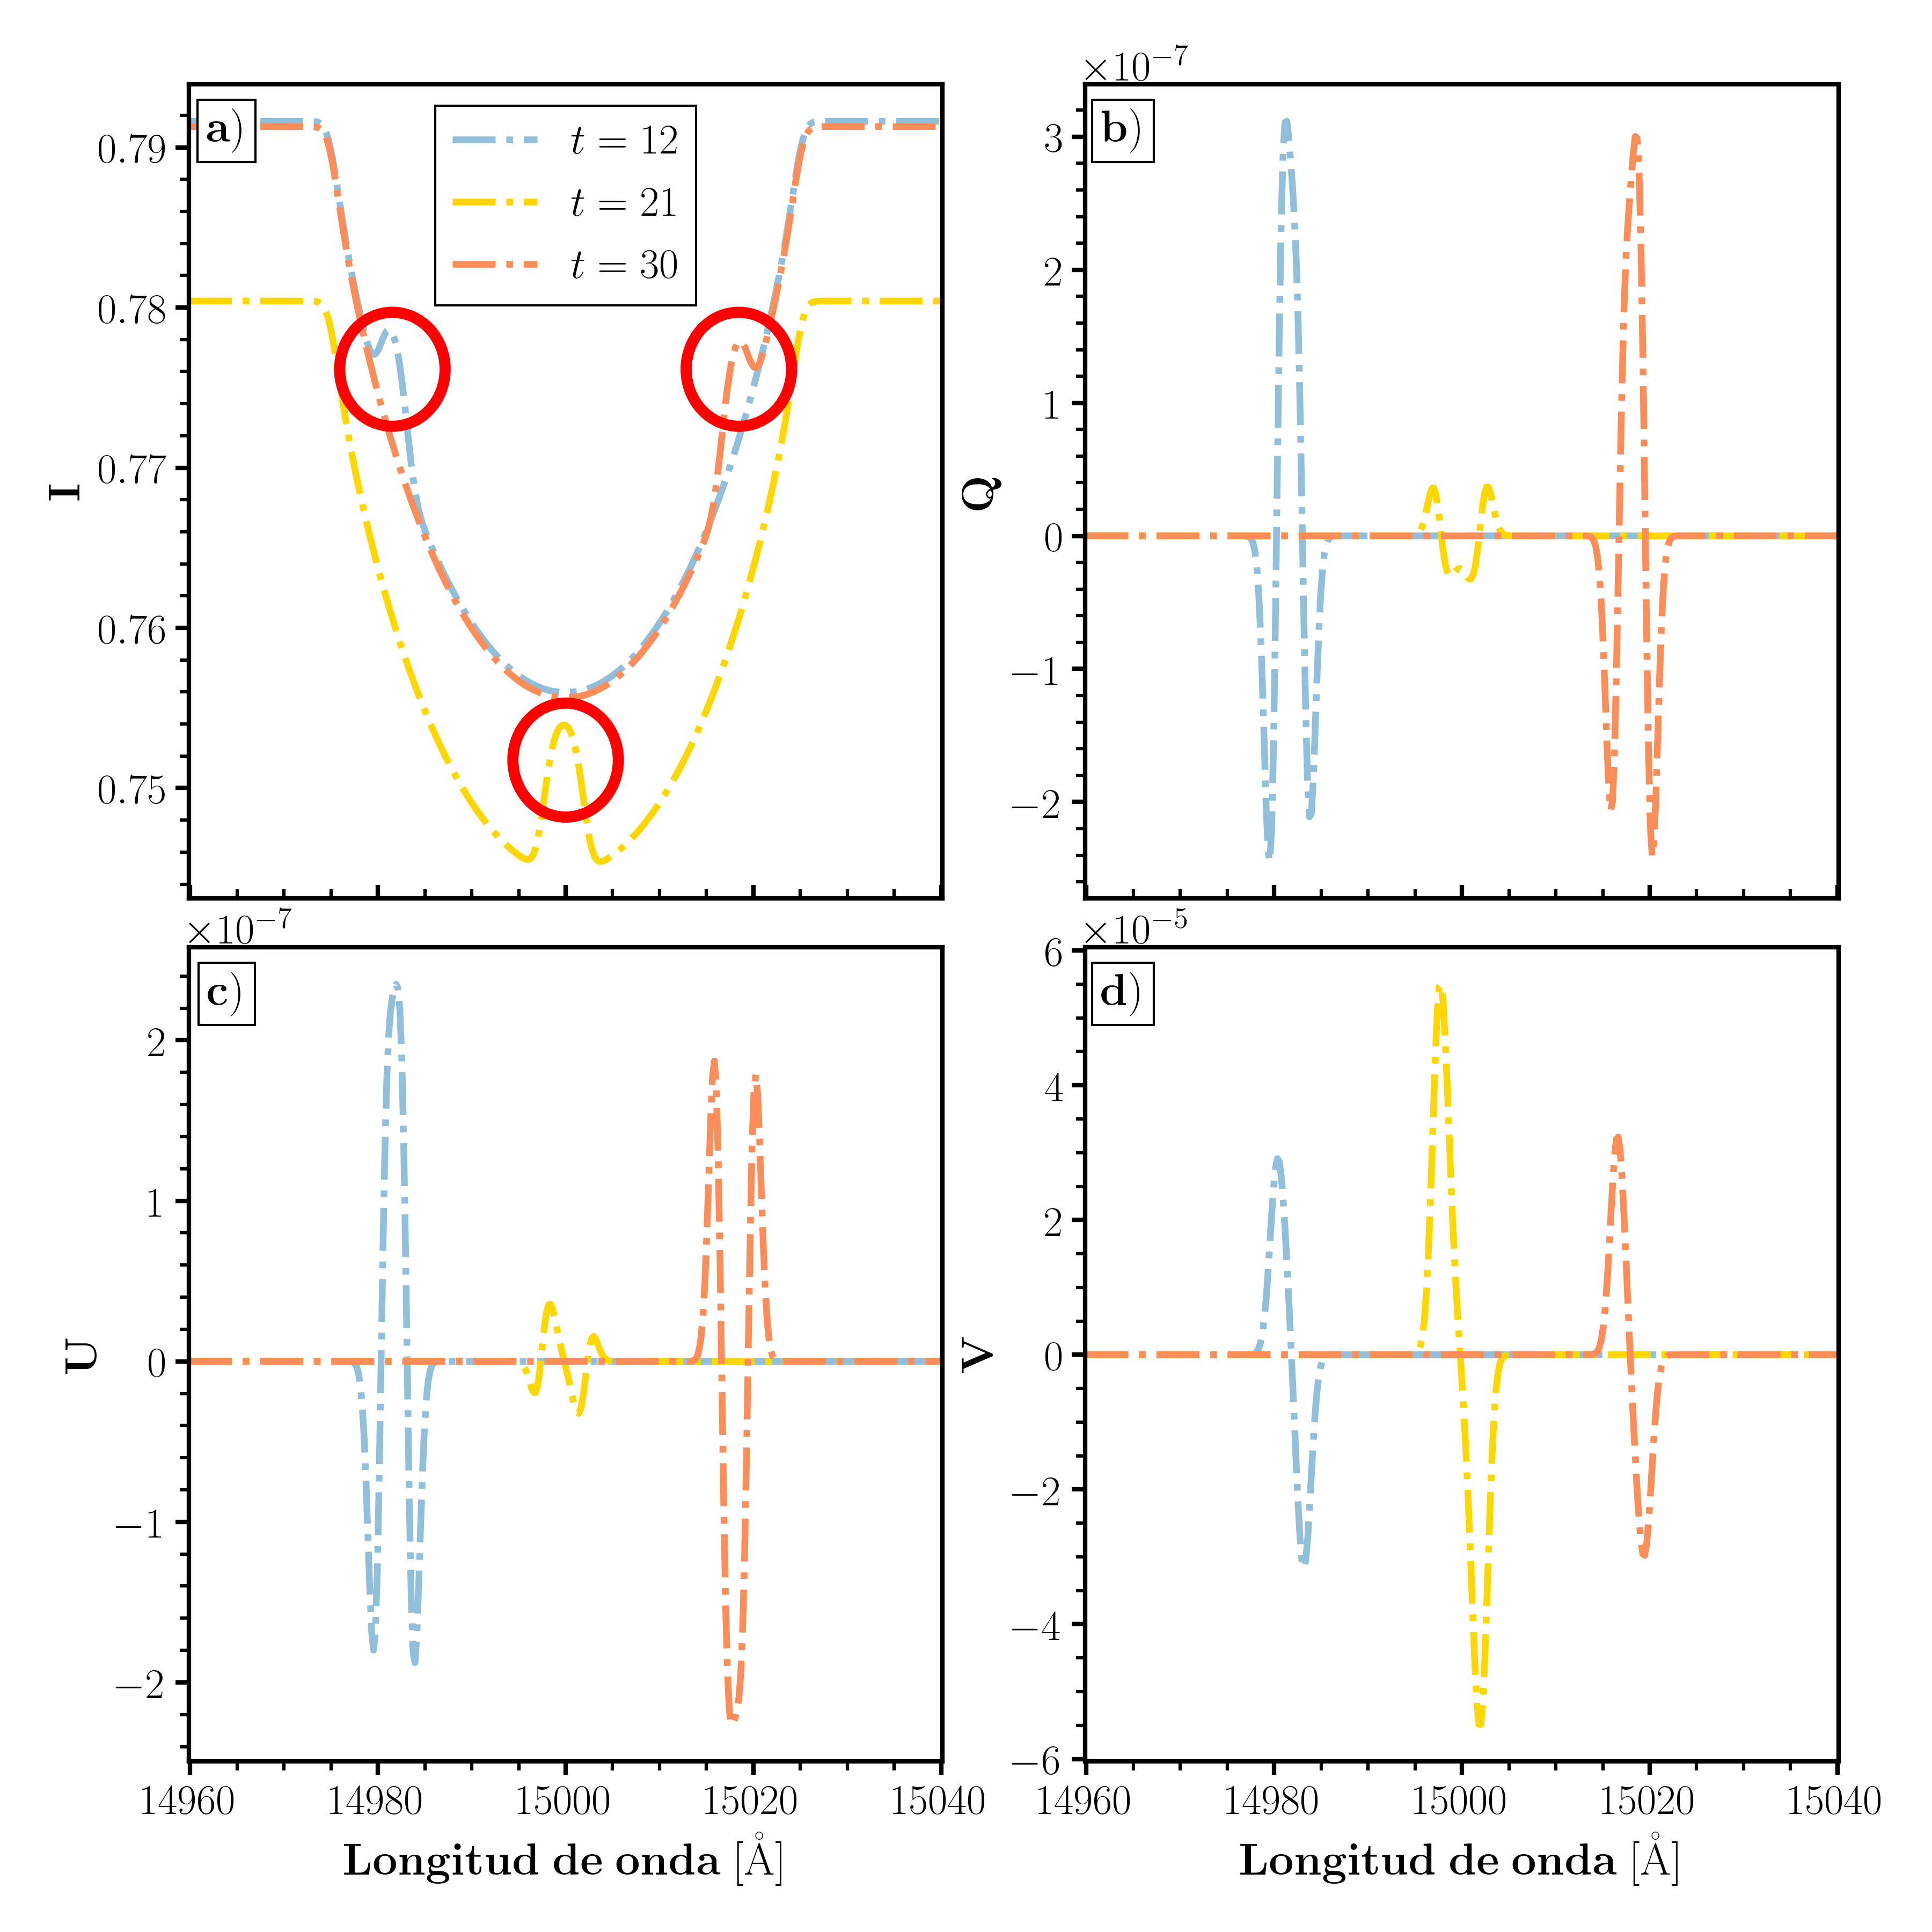 ×10⁻⁷
a)
b)
t = 12
t = 21
t = 30
0.79
0.78
0.77
0.76
0.75
I
3
2
1
0
−1
−2
Q
×10⁻⁷
×10⁻⁵
c)
d)
2
1
0
−1
−2
U
6
4
2
0
−2
−4
−6
V
14960 14980 15000 15020 15040
14960 14980 15000 15020 15040
Longitud de onda [Å]
Longitud de onda [Å]